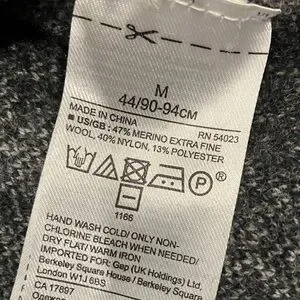 M
44/90-94CM
MADE IN CHINA RN 54023
■ US/GB : 47% MERINO EXTRA FINE
WOOL, 40% NYLON, 13% POLYESTER
P
1166
HAND WASH COLD/ ONLY NON-
CHLORINE BLEACH WHEN NEEDED/
DRY FLAT/ WARM IRON
IMPORTED FOR: Gap (UK Holdings) Ltd.
Berkeley Square House / Berkeley Square
London W1J 6BS
CA 17897